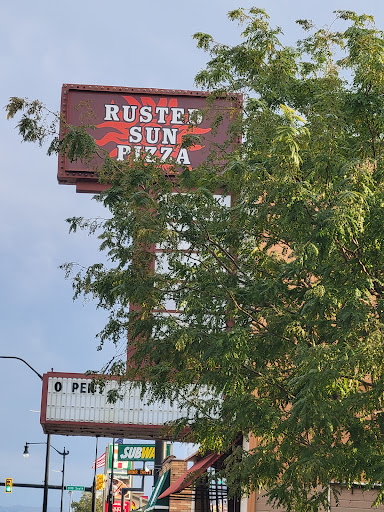 RUSTED
SUN
PIZZA
O PEN
SUBWA